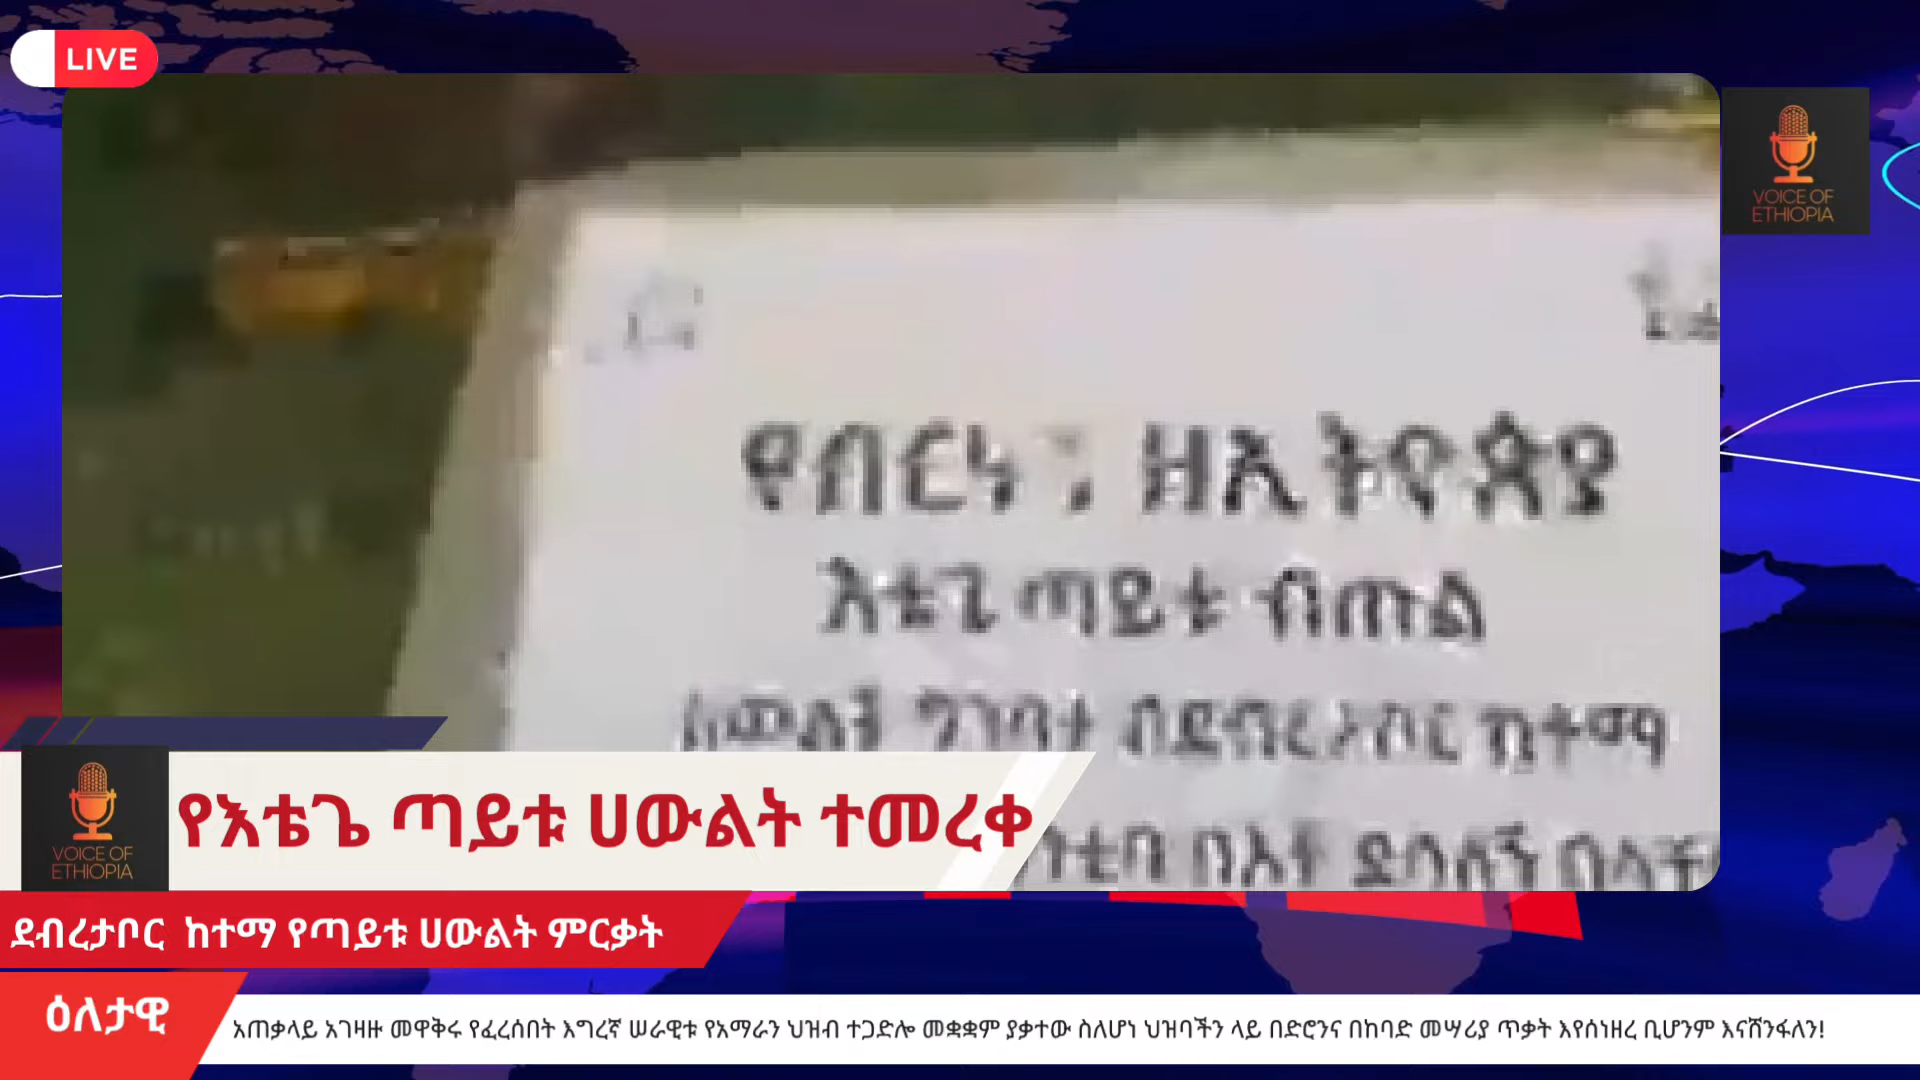 LIVE
VOICE OF
ETHIOPIA
ዘኢትዮጵያ
እቴጌ ጣይቱ ብጡል
በደብረታቦር ከተማ
የእቴጌ ጣይቱ ሀውልት ተመረቀ
VOICE OF
ETHIOPIA
ደብረታቦር ከተማ የጣይቱ ሀውልት ምርቃት
ዕለታዊ
አጠቃላይ አገዛዙ መዋቅሩ የፈረሰበት እግረኛ ሠራዊቱ የአማራን ህዝብ ተጋድሎ መቋቋም ያቃተው ስለሆነ ህዝባችን ላይ በድሮንና በከባድ መሣሪያ ጥቃት እየሰነዘረ ቢሆንም እናሸንፋለን!